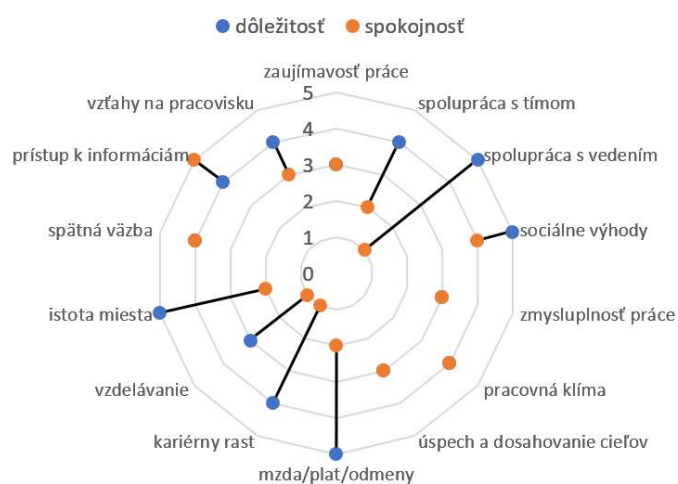 dôležitosť spokojnosť
zaujímavosť práce
vzťahy na pracovisku
spolupráca s tímom
prístup k informáciám
spolupráca s vedením
spätná väzba
sociálne výhody
istota miesta
zmysluplnosť práce
vzdelávanie
pracovná klíma
kariérny rast
úspech a dosahovanie cieľov
mzda/plat/odmeny
5
4
3
2
1
0